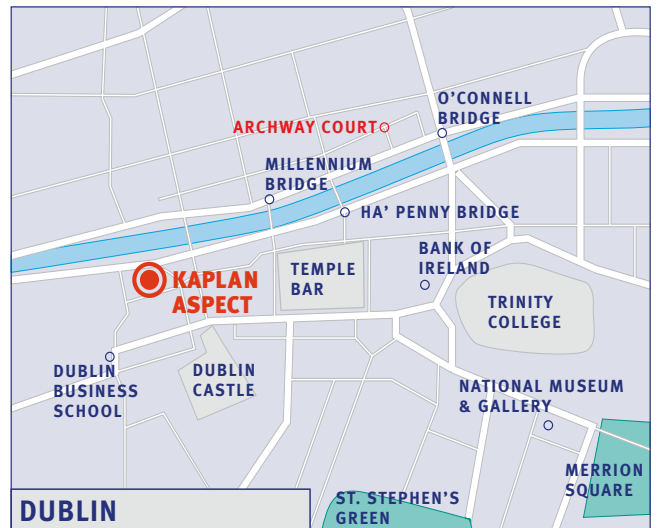 O'CONNELL
BRIDGE
ARCHWAY COURT
MILLENNIUM
BRIDGE
HA' PENNY BRIDGE
BANK OF
IRELAND
TEMPLE
BAR
KAPLAN
ASPECT
TRINITY
COLLEGE
DUBLIN
BUSINESS
SCHOOL
DUBLIN
CASTLE
NATIONAL MUSEUM
& GALLERY
MERRION
SQUARE
ST. STEPHEN'S
GREEN
DUBLIN